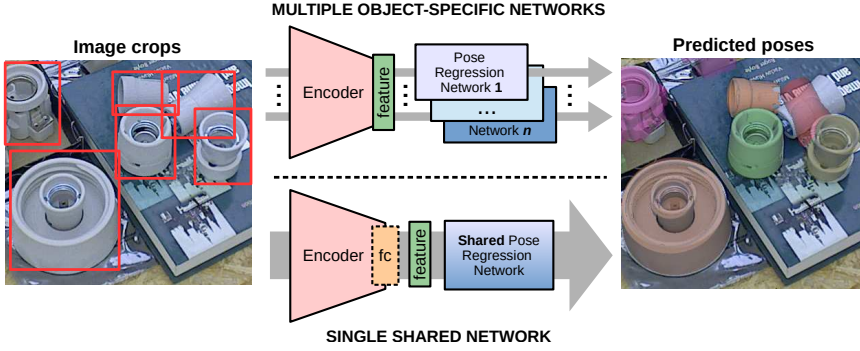 MULTIPLE OBJECT-SPECIFIC NETWORKS
Image crops
Predicted poses
Encoder
feature
Pose
Regression
Network 1
...
Network n
Encoder
fc
feature
Shared Pose
Regression
Network
SINGLE SHARED NETWORK